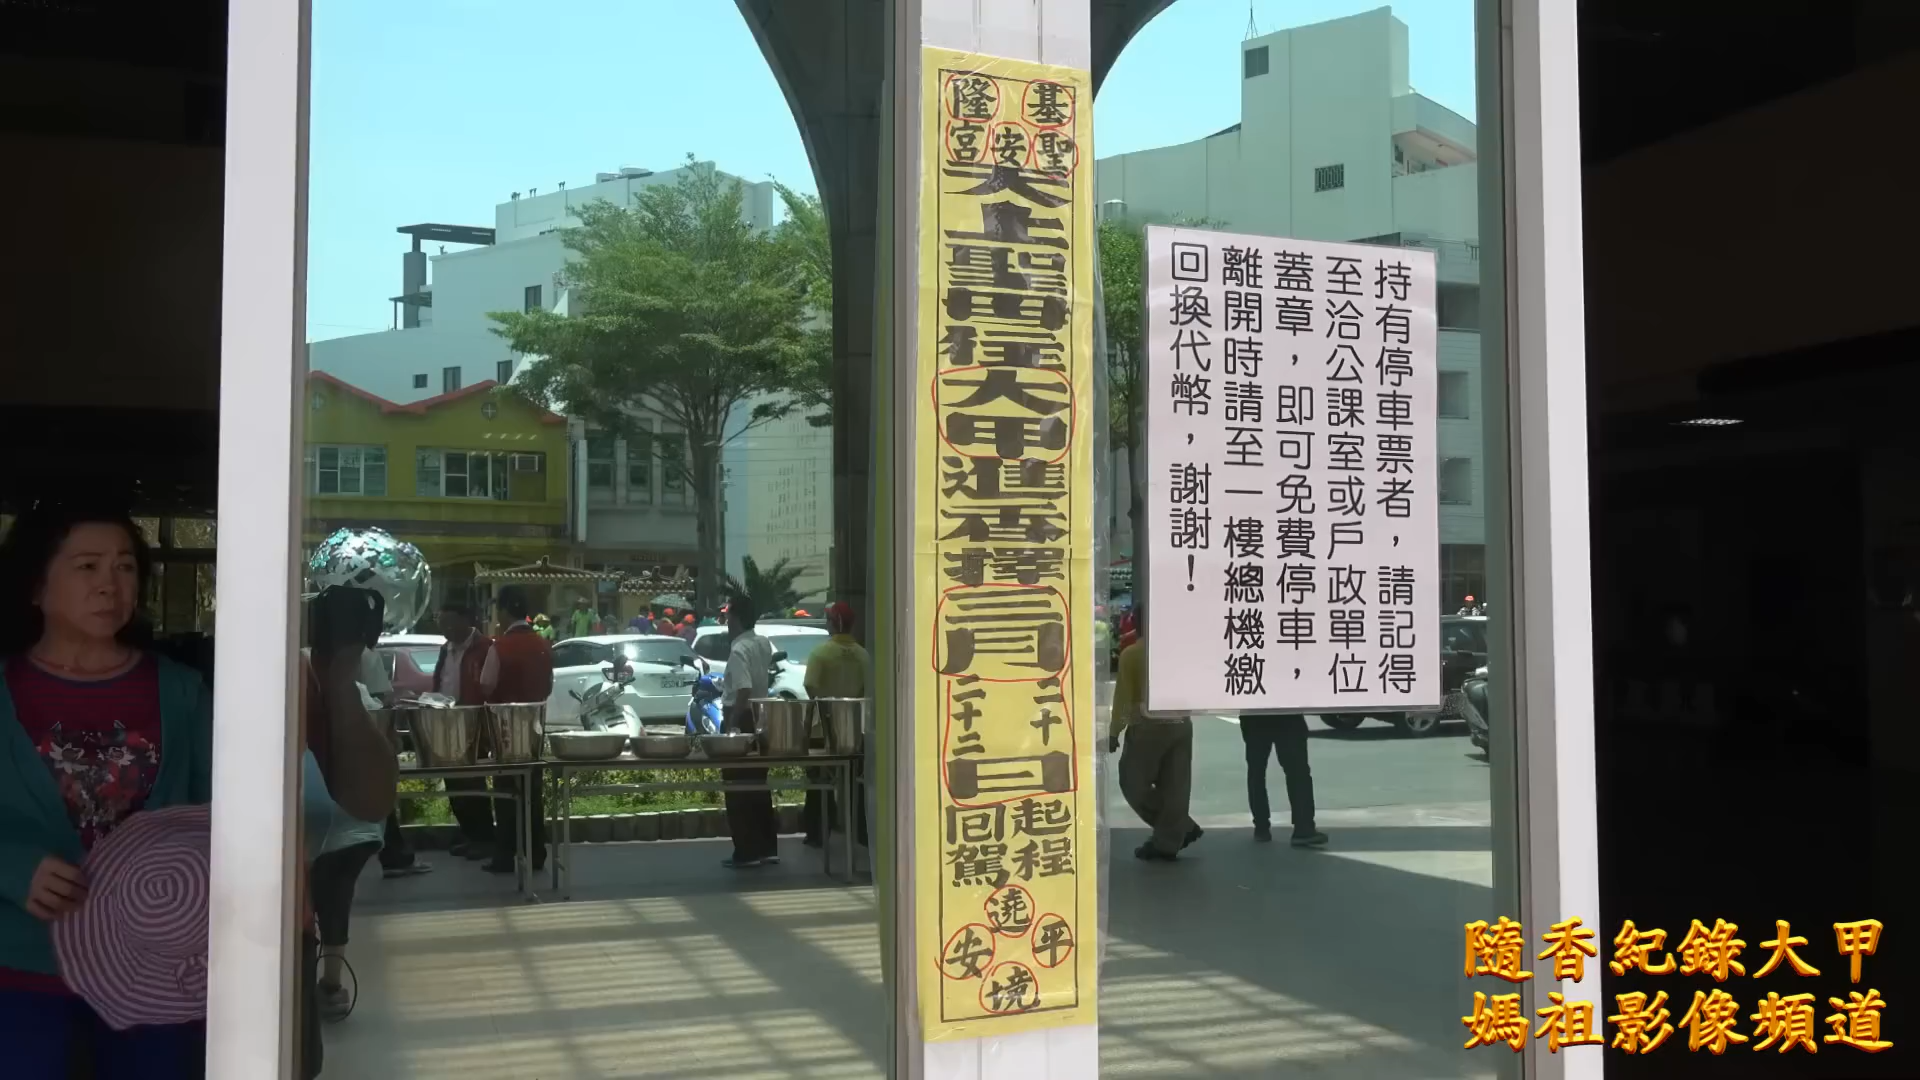 基隆
聖安宮
天上聖母往大甲進香擇三月二十二十二日起程回駕
遶境平安
持有停車票者，請記得
至洽公課室或戶政單位
蓋章，即可免費停車，
離開時請至一樓總機繳
回換代幣，謝謝！
隨香紀錄大甲
媽祖影像頻道